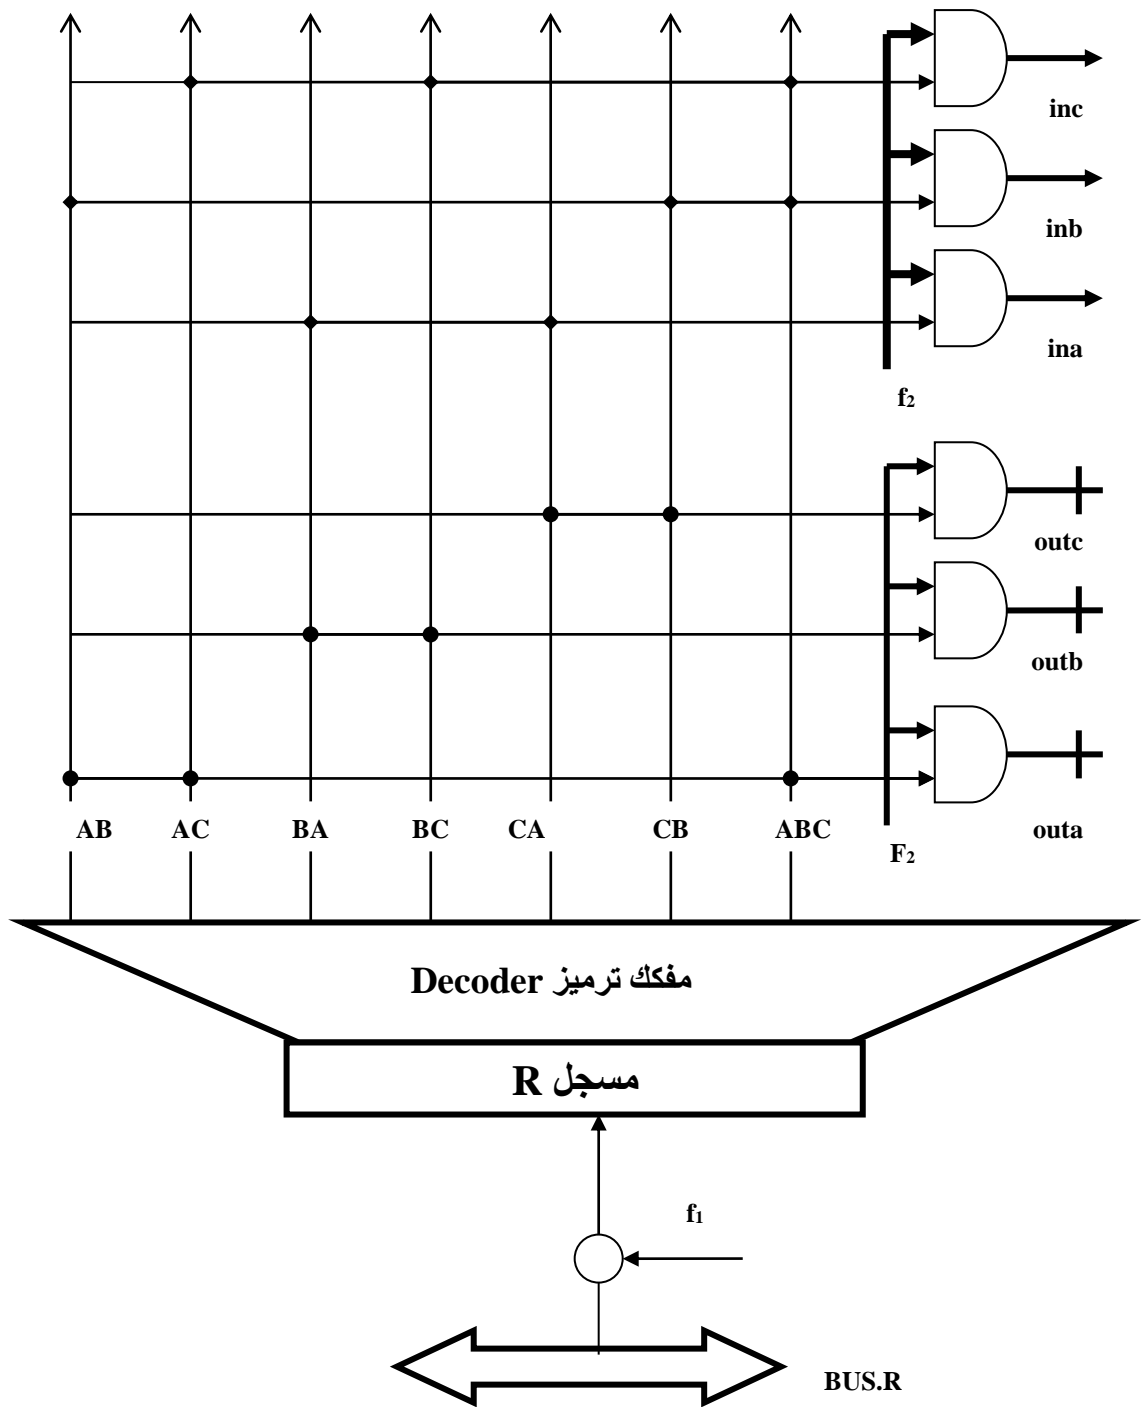 inc
inb
ina
f₂
outc
outb
AB AC BA BC CA CB ABC outa
F₂
مفكك ترميز Decoder
مسجل R
f₁
BUS.R